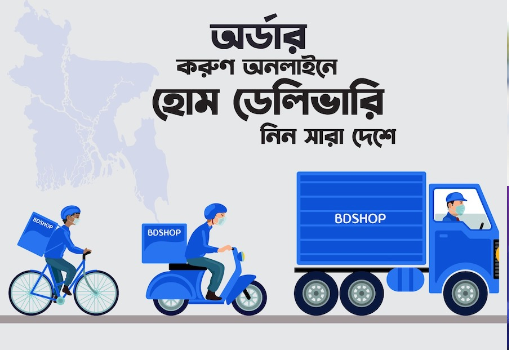 অর্ডার
করুণ অনলাইনে
হোম ডেলিভারি
নিন সারা দেশে
BDSHOP
BDSHOP
BDSHOP